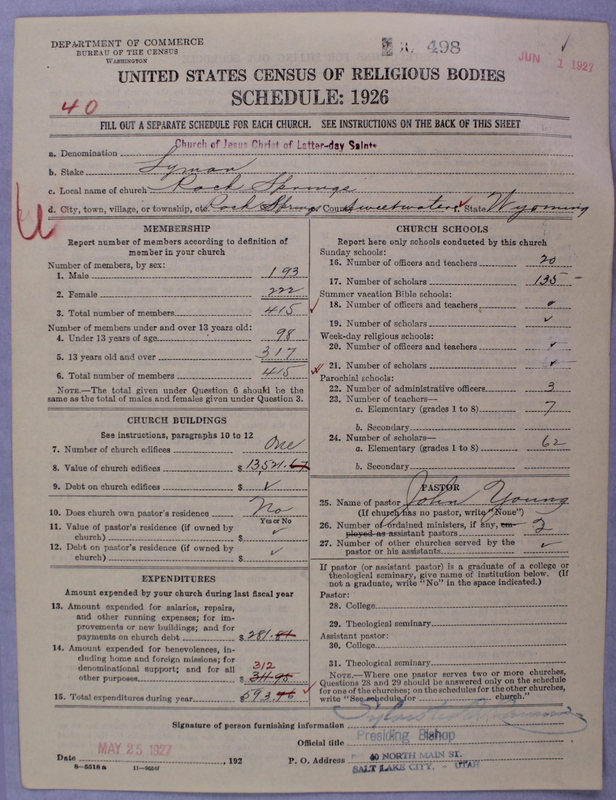 DEPARTMENT OF COMMERCE
BUREAU OF THE CENSUS
WASHINGTON
498
JUN 1 1927
UNITED STATES CENSUS OF RELIGIOUS BODIES
SCHEDULE: 1926
40
FILL OUT A SEPARATE SCHEDULE FOR EACH CHURCH. SEE INSTRUCTIONS ON THE BACK OF THIS SHEET
a. Denomination Church of Jesus Christ of Latter-day Saints
b. Stake Lyman
c. Local name of church Rock Springs
d. City, town, village, or township, etc. Rock Springs County Sweetwater State Wyoming
MEMBERSHIP
Report number of members according to definition of
member in your church
Number of members, by sex:
1. Male 193
2. Female 222
3. Total number of members 415
Number of members under and over 13 years old:
4. Under 13 years of age 98
5. 13 years old and over 317
6. Total number of members 415
NOTE.—The total given under Question 6 should be the
same as the total of males and females given under Question 3.
CHURCH BUILDINGS
See instructions, paragraphs 10 to 12
7. Number of church edifices One
8. Value of church edifices $ 13,521.67
9. Debt on church edifices $ ✓
10. Does church own pastor's residence No
Yes or No
11. Value of pastor's residence (if owned by
church) $ ✓
12. Debt on pastor's residence (if owned by
church) $ ✓
EXPENDITURES
Amount expended by your church during last fiscal year
13. Amount expended for salaries, repairs,
and other running expenses; for im-
provements or new buildings; and for
payments on church debt $ 281.81
14. Amount expended for benevolences, in-
cluding home and foreign missions; for
denominational support; and for all
312
other purposes $
15. Total expenditures during year $ 593
CHURCH SCHOOLS
Report here only schools conducted by this church
Sunday schools:
16. Number of officers and teachers 20
17. Number of scholars 135
Summer vacation Bible schools:
18. Number of officers and teachers ✓
19. Number of scholars ✓
Week-day religious schools:
20. Number of officers and teachers ✓
21. Number of scholars ✓
Parochial schools:
22. Number of administrative officers 3
23. Number of teachers—
a. Elementary (grades 1 to 8) 7
b. Secondary
24. Number of scholars—
a. Elementary (grades 1 to 8) 62
b. Secondary
PASTOR
25. Name of pastor John Young
(If church has no pastor, write "None")
26. Number of ordained ministers, if any, em-
ployed as assistant pastors 2
27. Number of other churches served by the
pastor or his assistants ✓
If pastor (or assistant pastor) is a graduate of a college or
theological seminary, give name of institution below. (If
not a graduate, write "No" in the space indicated.)
Pastor:
28. College
29. Theological seminary
Assistant pastor:
30. College
31. Theological seminary
NOTE.—Where one pastor serves two or more churches,
Questions 28 and 29 should be answered only on the schedule
for one of the churches; on the schedules for the other churches,
write "See schedule for church."
Signature of person furnishing information
Official title Presiding Bishop
MAY 25 1927
Date , 192 P. O. Address 40 NORTH MAIN ST.
SALT LAKE CITY, - UTAH
8-5518 a